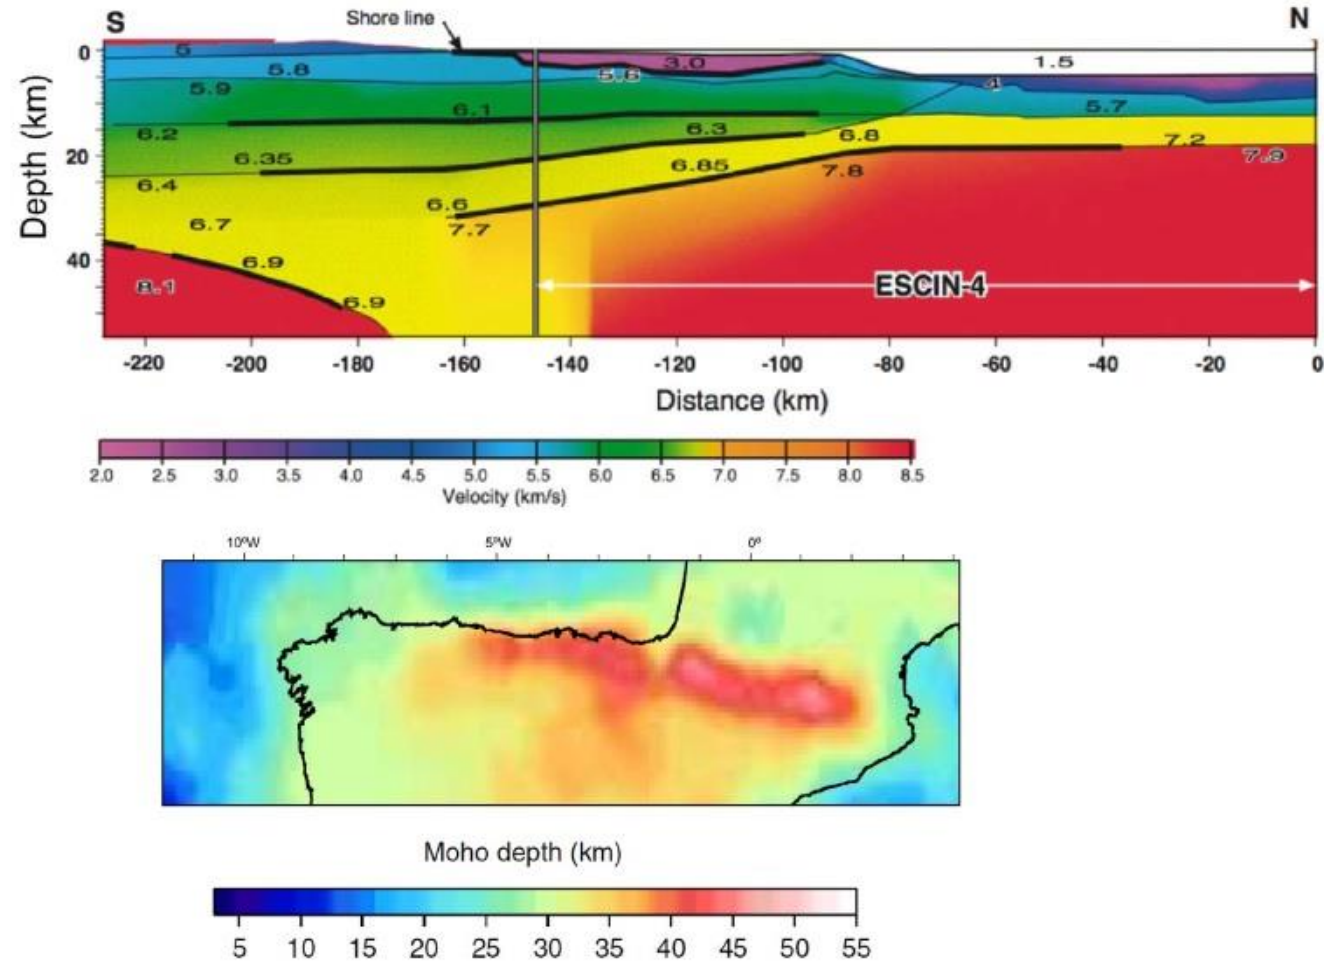 S
Shore line
N
0
20
40
Depth (km)
5
5.8
5.9
3.0
5.6
1.5
4
5.7
6.1
6.2
6.3
6.8
7.2
6.35
6.4
6.85
7.8
7.9
6.6
6.7
7.7
6.9
8.1
6.9
ESCIN-4
-220 -200 -180 -160 -140 -120 -100 -80 -60 -40 -20 0
Distance (km)
2.0 2.5 3.0 3.5 4.0 4.5 5.0 5.5 6.0 6.5 7.0 7.5 8.0 8.5
Velocity (km/s)
10°W 5°W 0°
Moho depth (km)
5 10 15 20 25 30 35 40 45 50 55